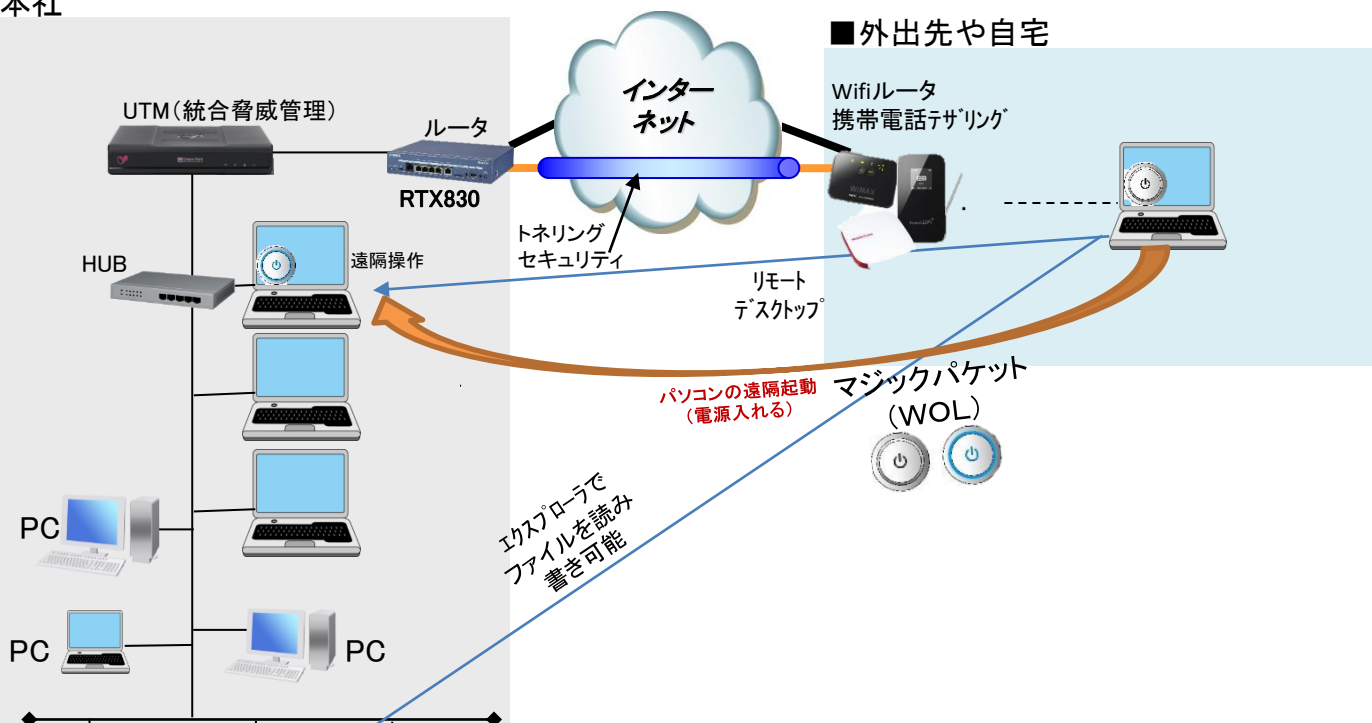 本社
■外出先や自宅
インター
ネット
Wifiルータ
携帯電話ﾃｻﾞﾘﾝｸﾞ
UTM（統合脅威管理）
ルータ
RTX830
トネリング
セキュリティ
HUB
遠隔操作
ﾘﾓｰﾄ
ﾃﾞｽｸﾄｯﾌﾟ
パソコンの遠隔起動
（電源入れる）
マジックパケット
（WOL）
ｴｸｽﾌﾟﾛｰﾗで
ファイルを読み
書き可能
PC
PC
PC